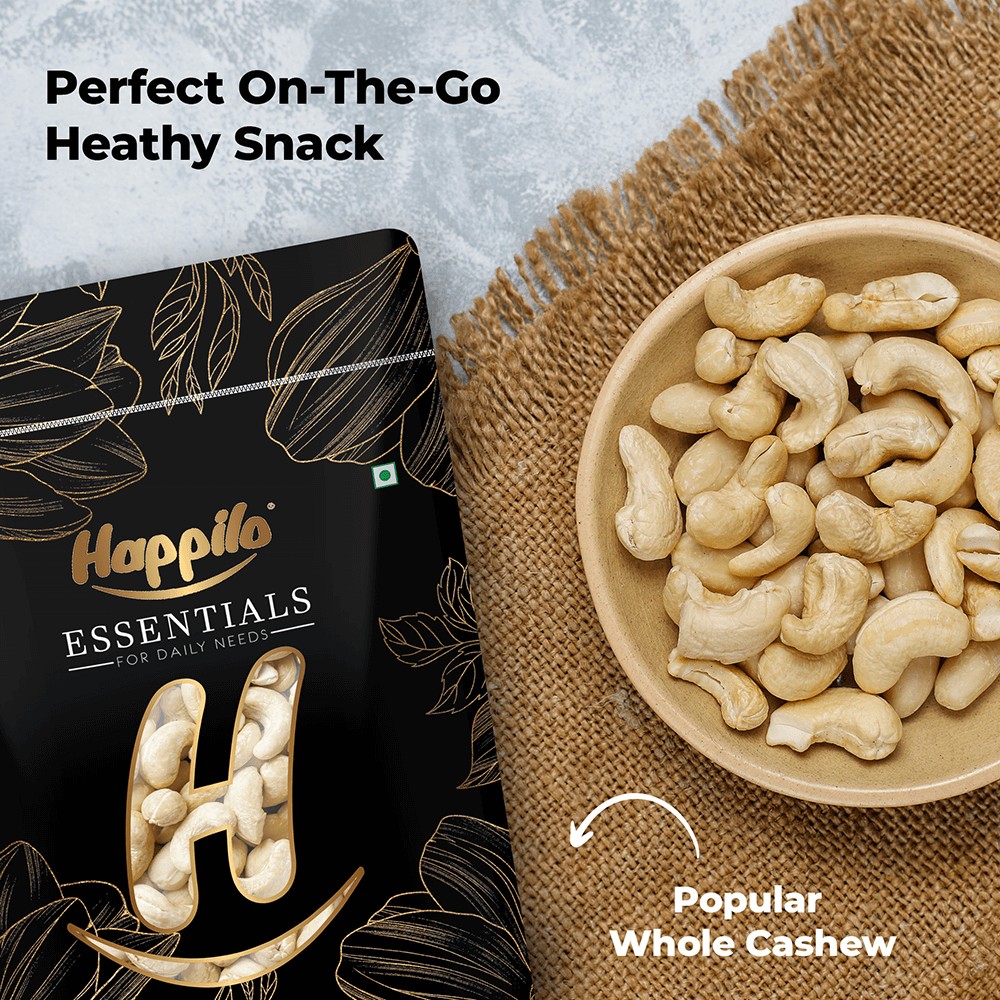 Perfect On-The-Go
Heathy Snack
Happilo®
ESSENTIALS
FOR DAILY NEEDS
H
Popular
Whole Cashew